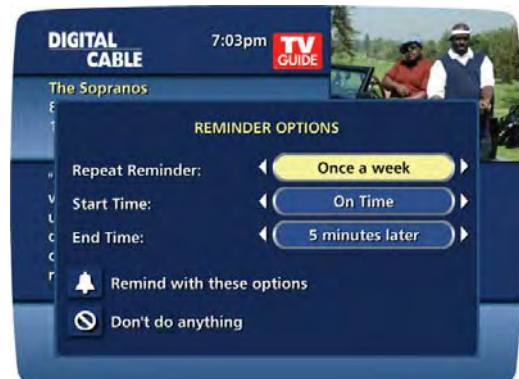 DIGITAL
CABLE
7:03pm
TV
GUIDE
The Sopranos
REMINDER OPTIONS
Repeat Reminder: Once a week
Start Time: On Time
End Time: 5 minutes later
Remind with these options
Don't do anything